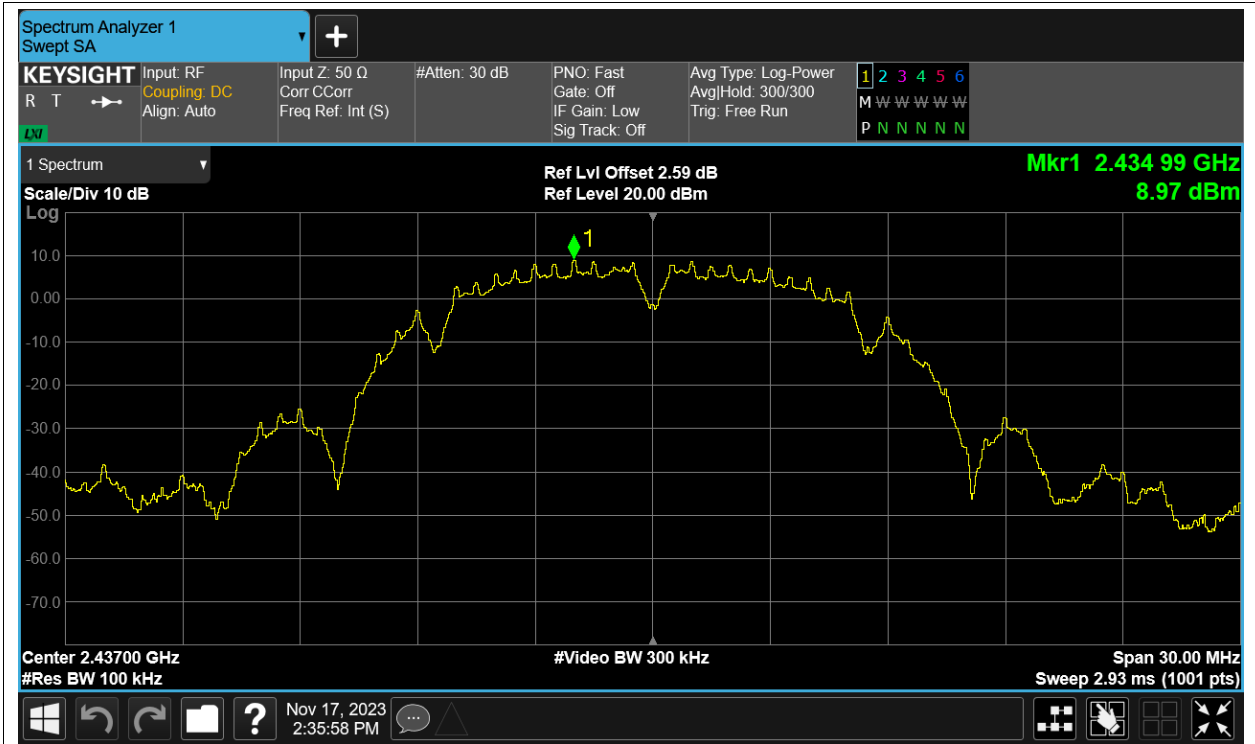 Spectrum Analyzer 1
Swept SA
KEYSIGHT
R T
LXI
Input: RF
Coupling: DC
Align: Auto
Input Z: 50 Ω
Corr CCorr
Freq Ref: Int (S)
#Atten: 30 dB
PNO: Fast
Gate: Off
IF Gain: Low
Sig Track: Off
Avg Type: Log-Power
Avg|Hold: 300/300
Trig: Free Run
1 2 3 4 5 6
M W W W W W
P N N N N N
1 Spectrum
Scale/Div 10 dB
Log
Ref Lvl Offset 2.59 dB
Ref Level 20.00 dBm
Mkr1 2.434 99 GHz
8.97 dBm
1
10.0
0.00
-10.0
-20.0
-30.0
-40.0
-50.0
-60.0
-70.0
Center 2.43700 GHz
#Res BW 100 kHz
#Video BW 300 kHz
Span 30.00 MHz
Sweep 2.93 ms (1001 pts)
?
Nov 17, 2023
2:35:58 PM